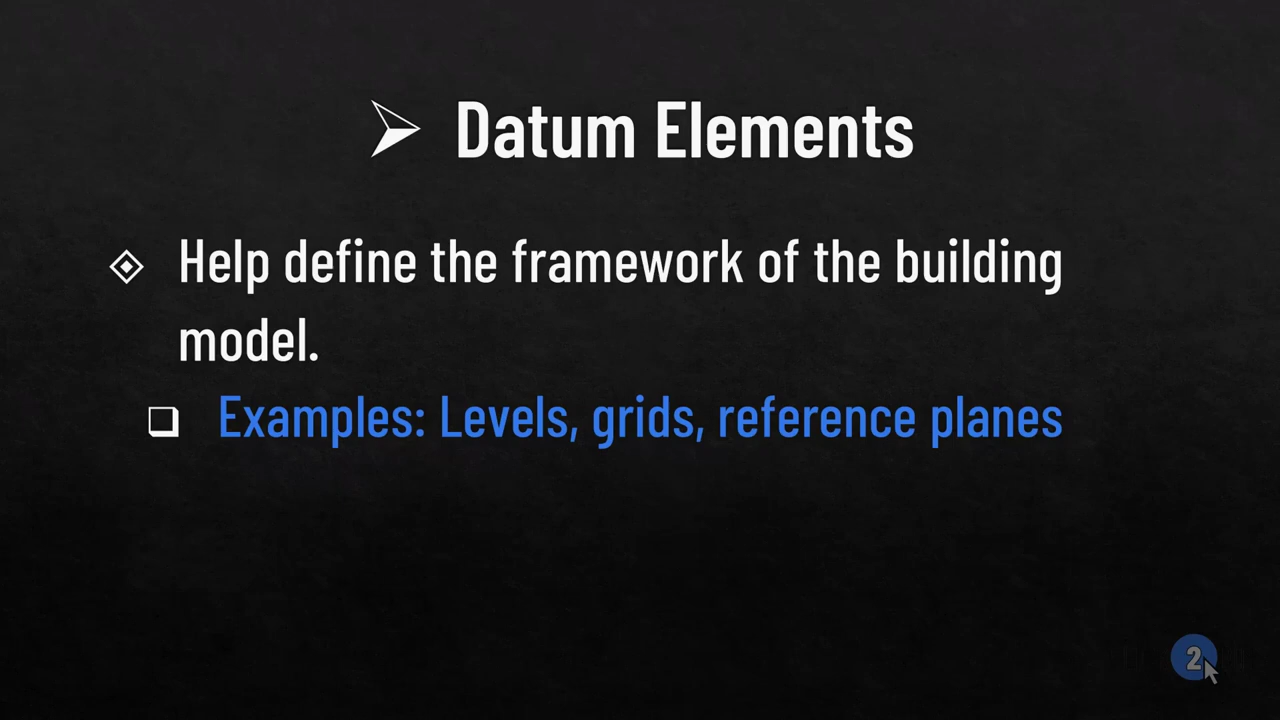 Datum Elements
Help define the framework of the building
model.
Examples: Levels, grids, reference planes
2